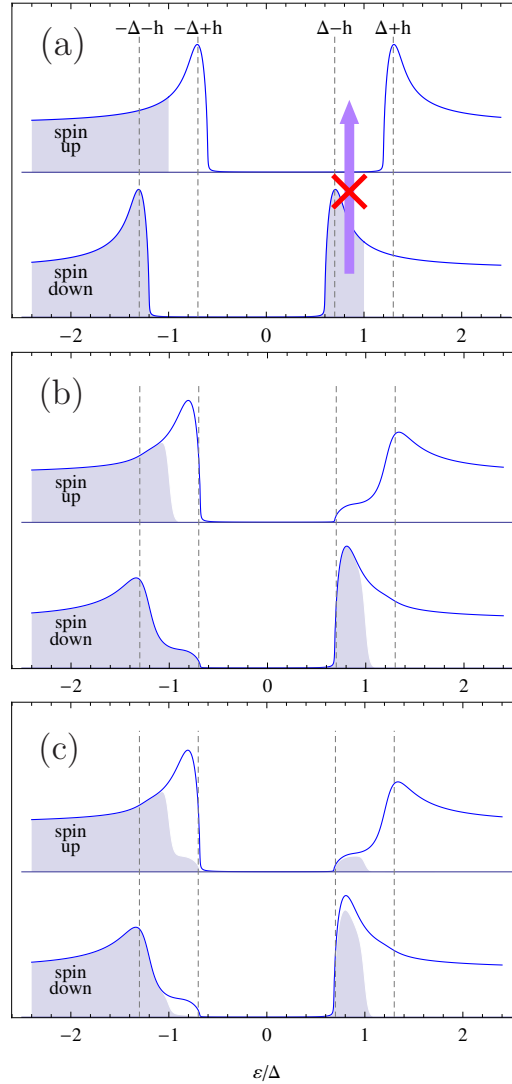 (a)
−Δ−h −Δ+h Δ−h Δ+h
spin
up
spin
down
−2 −1 0 1 2
(b)
spin
up
spin
down
−2 −1 0 1 2
(c)
spin
up
spin
down
−2 −1 0 1 2
ε/Δ